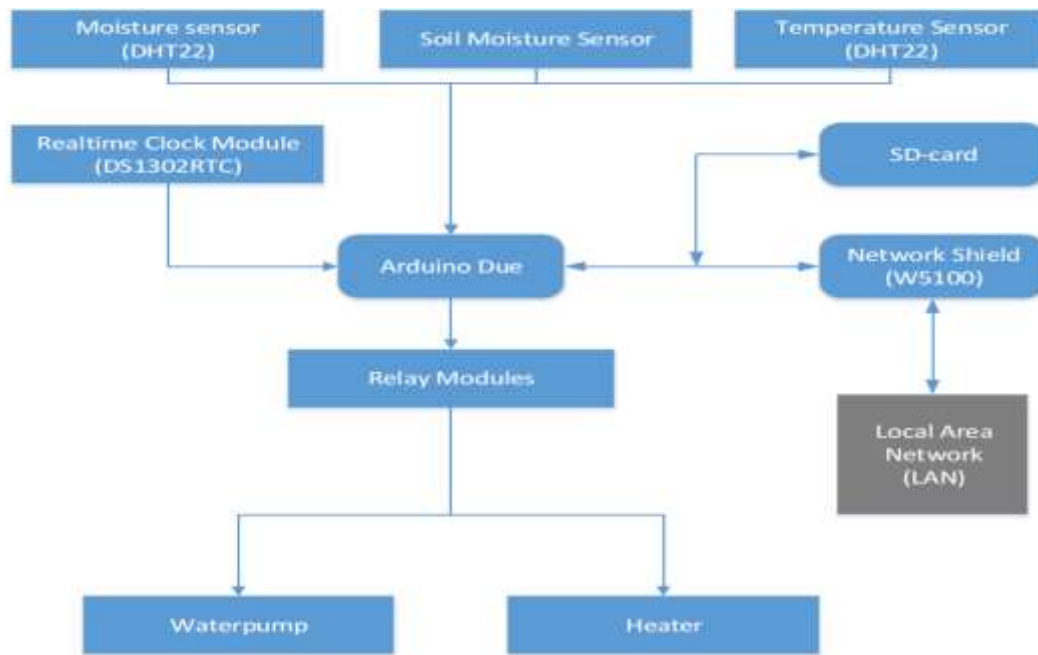 Moisture sensor
(DHT22)
Soil Moisture Sensor
Temperature Sensor
(DHT22)
Realtime Clock Module
(DS1302RTC)
SD-card
Arduino Due
Network Shield
(W5100)
Relay Modules
Local Area
Network
(LAN)
Waterpump
Heater